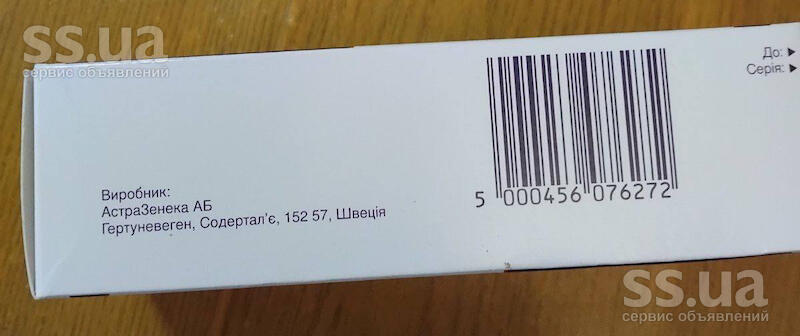 ss.ua
сервис объявлений
До:
Серія:
Виробник:
АстраЗенека АБ
Гертуневеген, Содертал'є, 152 57, Швеція
5 000456 076272
ss.ua
сервис объявлений